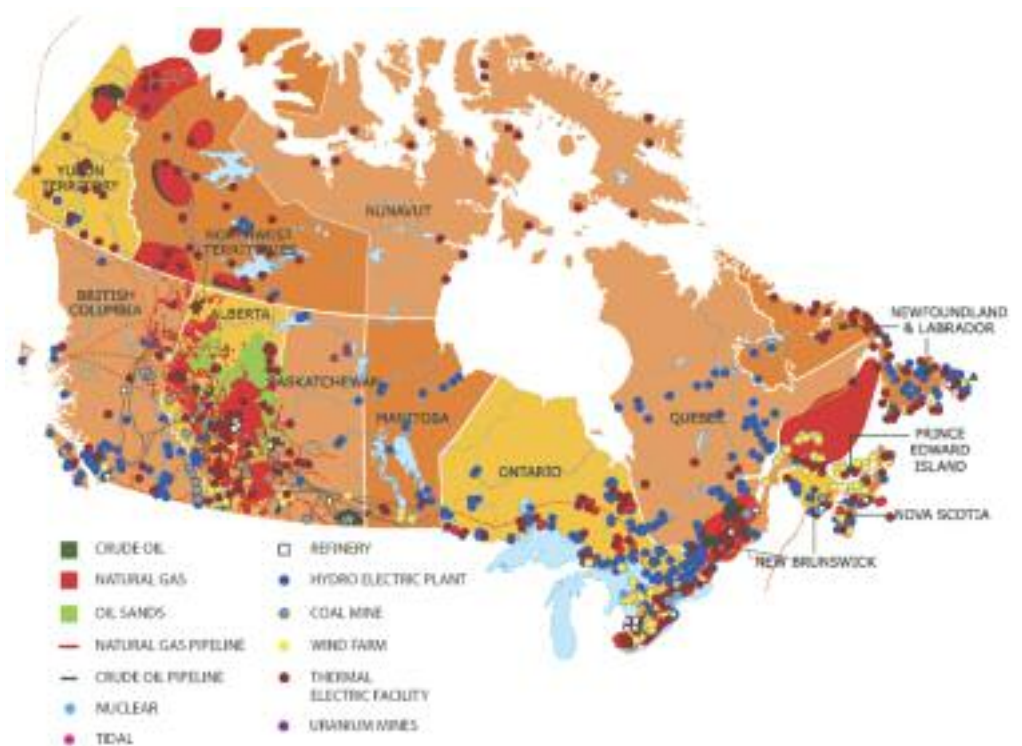 YUKON
TERRITORY
NUNAVUT
NORTHWEST
TERRITORIES
BRITISH
COLUMBIA
ALBERTA
SASKATCHEWAN
MANITOBA
ONTARIO
QUEBEC
NEWFOUNDLAND
& LABRADOR
PRINCE
EDWARD
ISLAND
NOVA SCOTIA
NEW BRUNSWICK
CRUDE OIL
NATURAL GAS
OIL SANDS
NATURAL GAS PIPELINE
CRUDE OIL PIPELINE
NUCLEAR
TIDAL
REFINERY
HYDRO ELECTRIC PLANT
COAL MINE
WIND FARM
THERMAL
ELECTRIC FACILITY
URANIUM MINES